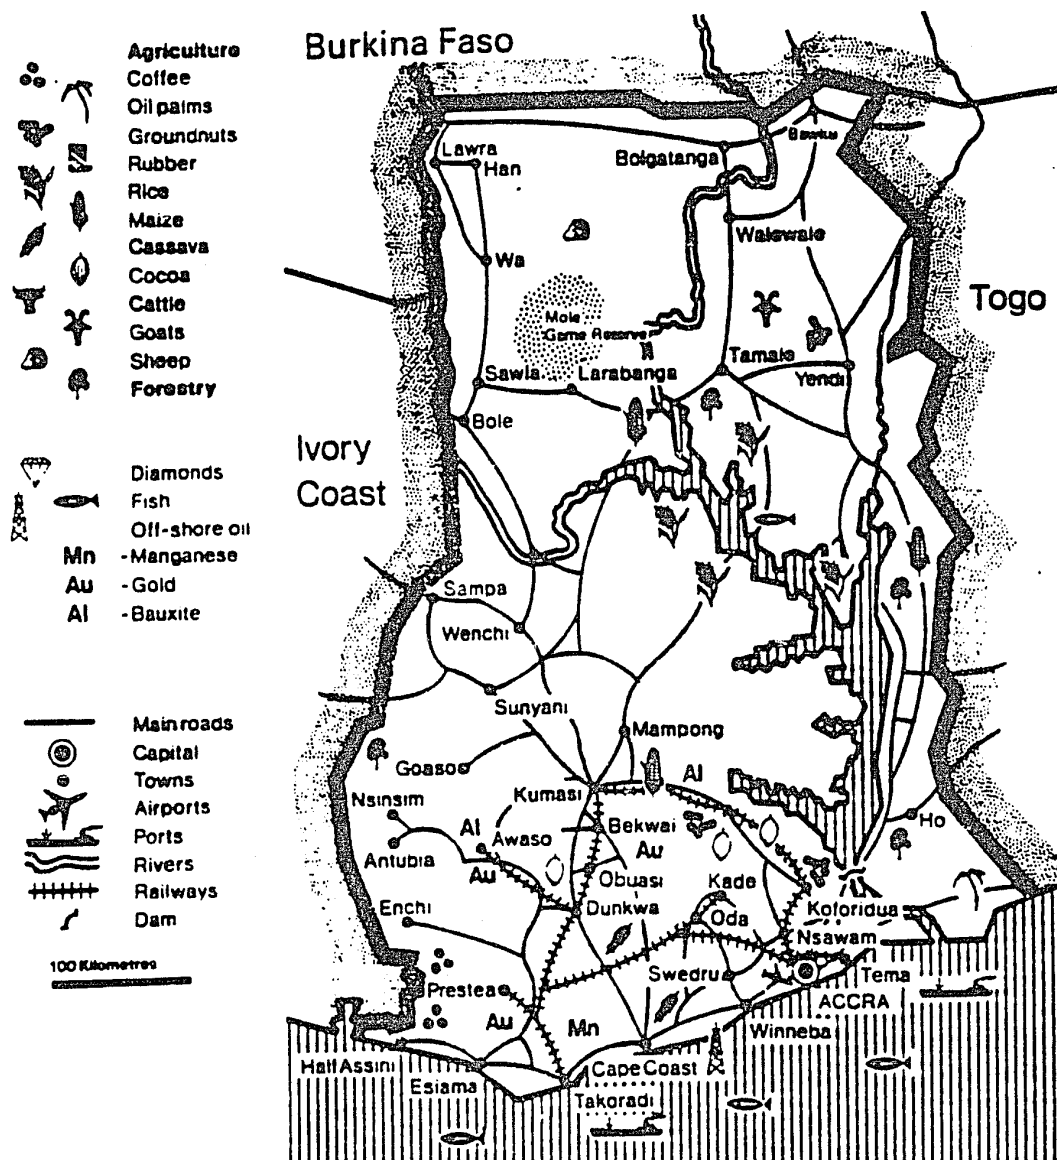 Agriculture
Coffee
Oil palms
Groundnuts
Rubber
Rice
Maize
Cassava
Cocoa
Cattle
Goats
Sheep
Forestry
Diamonds
Fish
Off-shore oil
Mn -Manganese
Au -Gold
Al -Bauxite
Main roads
Capital
Towns
Airports
Ports
Rivers
Railways
Dam
100 Kilometres
Burkina Faso
Togo
Ivory
Coast
Lawra
Han
Bolgatanga
Bawku
Walewale
Wa
Mole
Game Reserve
Sawla
Larabanga
Tamale
Yendi
Bole
Sampa
Wenchi
Sunyani
Mampong
Goaso
Nsinsim
Kumasi
Al
Al
Awaso
Bekwai
Ho
Antubia
Au
Au
Obuasi
Kade
Enchi
Dunkwa
Oda
Koforidua
Nsawam
Prestea
Swedru
Tema
ACCRA
Au
Mn
Winneba
Half Assini
Cape Coast
Esiama
Takoradi